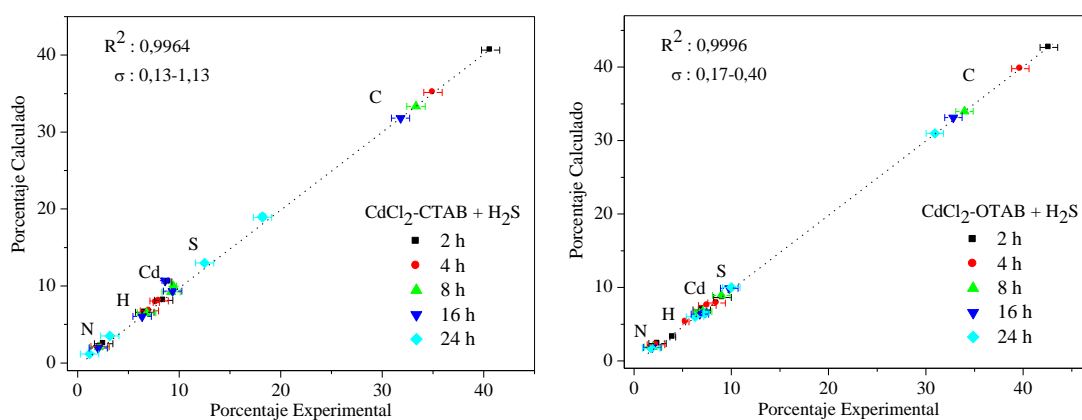 R² : 0,9964
σ : 0,13-1,13
C
S
Cd
H
N
CdCl₂-CTAB + H₂S
2 h
4 h
8 h
16 h
24 h
40
30
20
10
0
0 10 20 30 40
Porcentaje Calculado
Porcentaje Experimental
R² : 0,9996
σ : 0,17-0,40
C
S
Cd
H
N
CdCl₂-OTAB + H₂S
2 h
4 h
8 h
16 h
24 h
40
30
20
10
0
0 10 20 30 40
Porcentaje Calculado
Porcentaje Experimental